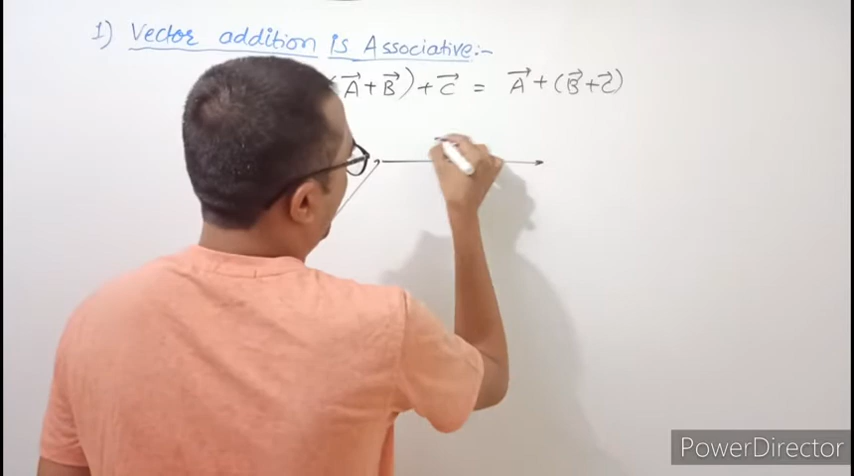 1) Vector addition is Associative:-
(A⃗+B⃗)+C⃗ = A⃗+(B⃗+C⃗)
PowerDirector